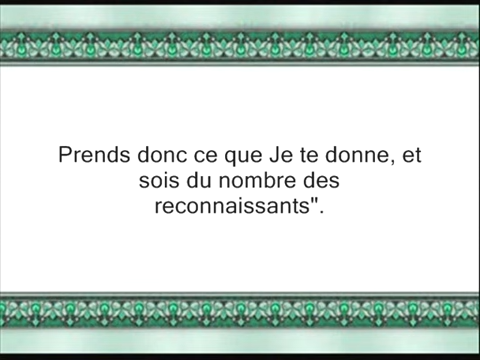 Prends donc ce que Je te donne, et
sois du nombre des
reconnaissants".